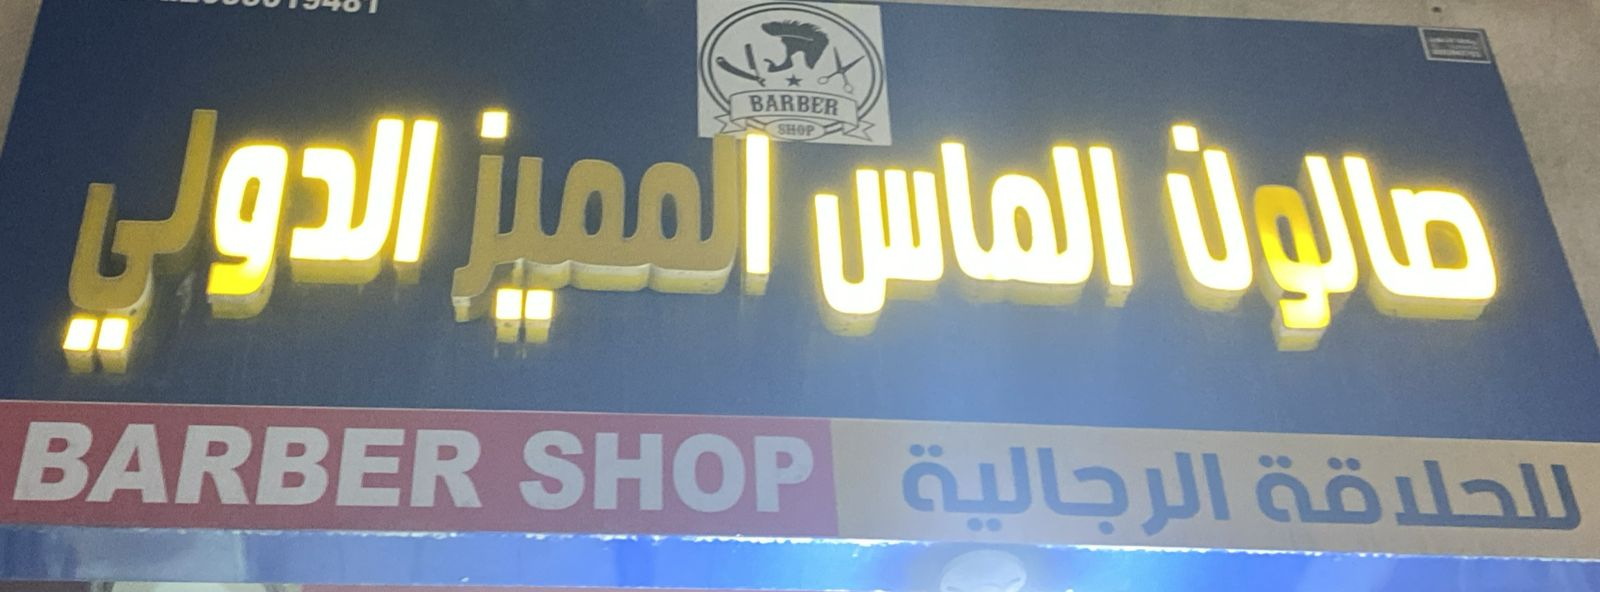 BARBER
SHOP
صالون الماس المميز الدولي
BARBER SHOP
للحلاقة الرجالية